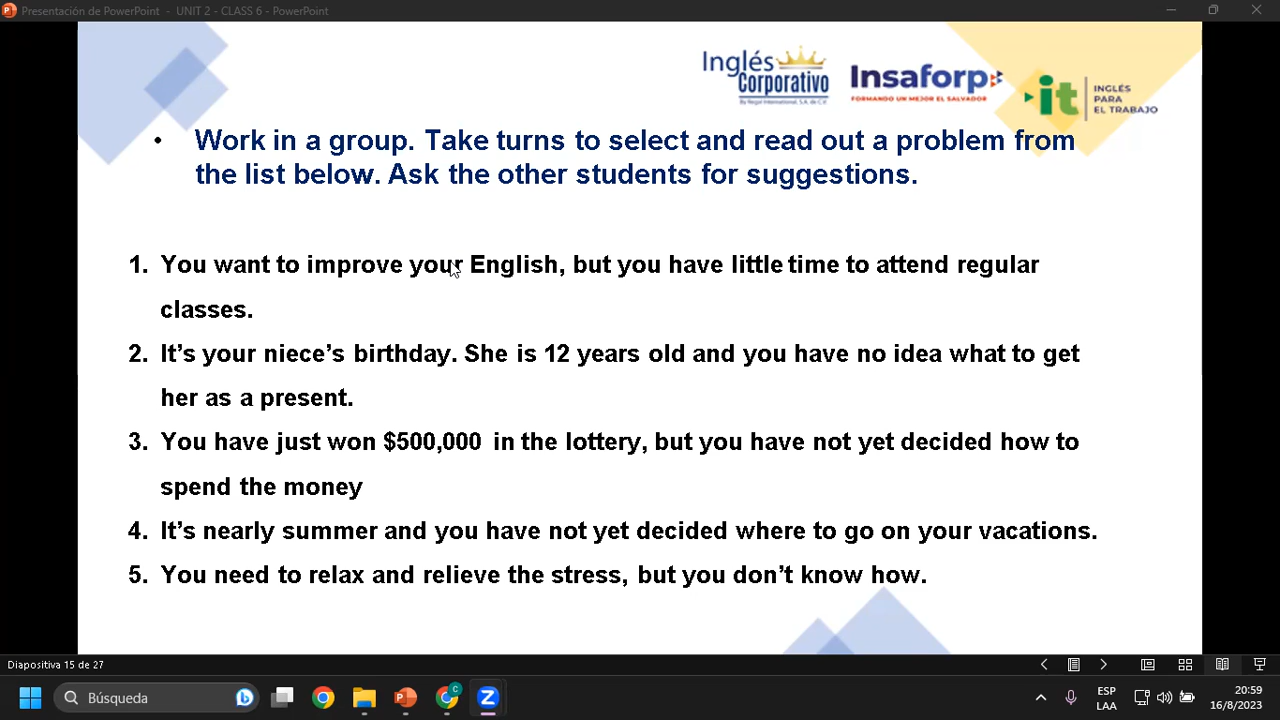 Presentación de PowerPoint - UNIT 2 - CLASS 6 - PowerPoint
Inglés
Corporativo
By Regal International, S.A. de C.V.
Insaforp
FORMANDO UN MEJOR EL SALVADOR
it
INGLÉS
PARA
EL TRABAJO
• Work in a group. Take turns to select and read out a problem from
the list below. Ask the other students for suggestions.
1. You want to improve your English, but you have little time to attend regular
classes.
2. It’s your niece’s birthday. She is 12 years old and you have no idea what to get
her as a present.
3. You have just won $500,000 in the lottery, but you have not yet decided how to
spend the money
4. It’s nearly summer and you have not yet decided where to go on your vacations.
5. You need to relax and relieve the stress, but you don’t know how.
Diapositiva 15 de 27
Búsqueda
ESP
LAA
20:59
16/8/2023